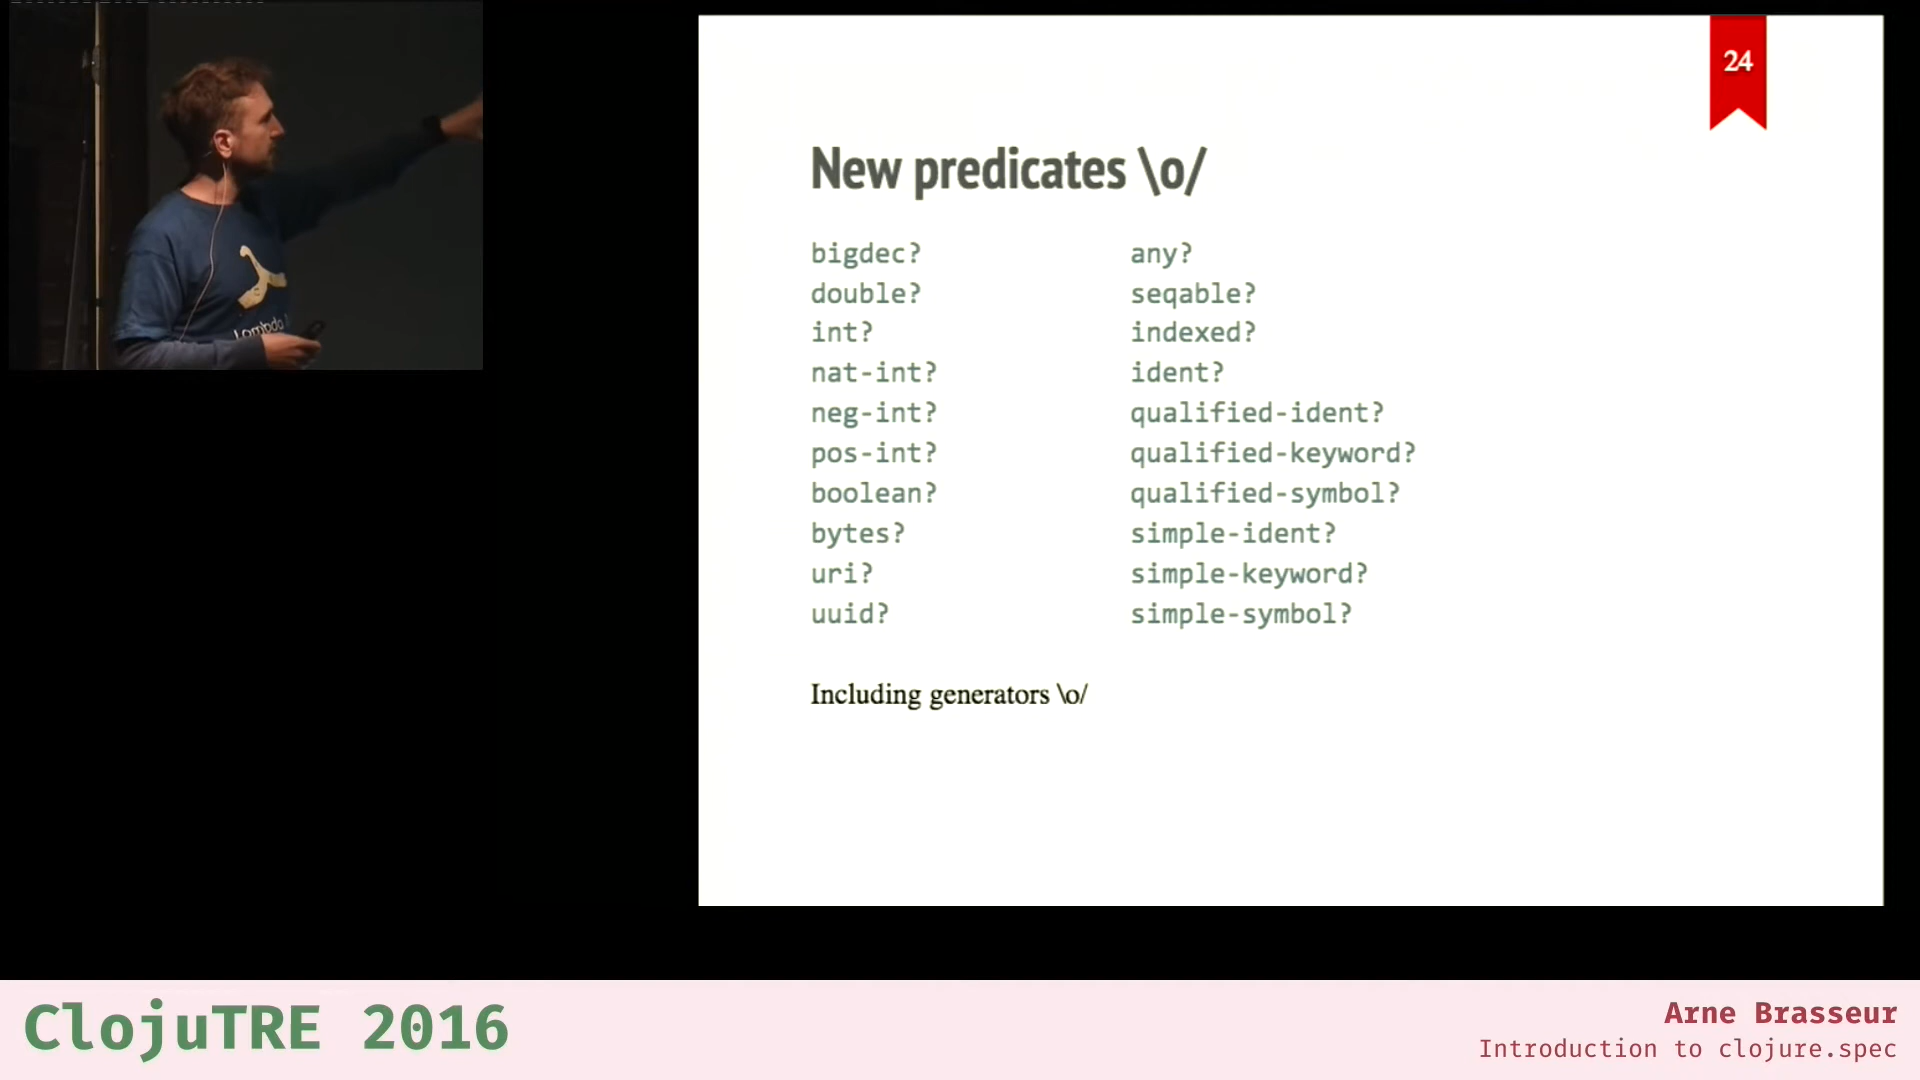 24
New predicates \o/
bigdec?
double?
int?
nat-int?
neg-int?
pos-int?
boolean?
bytes?
uri?
uuid?
any?
seqable?
indexed?
ident?
qualified-ident?
qualified-keyword?
qualified-symbol?
simple-ident?
simple-keyword?
simple-symbol?
Including generators \o/
Lambda
ClojuTRE 2016
Arne Brasseur
Introduction to clojure.spec